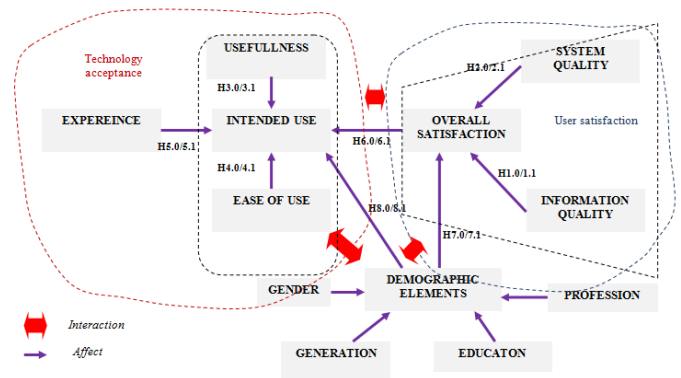 USEFULLNESS
SYSTEM
QUALITY
Technology
acceptance
H2.0/2.1
H3.0/3.1
EXPEREINCE
INTENDED USE
OVERALL
SATISFACTION
User satisfaction
H5.0/5.1
H6.0/6.1
H4.0/4.1
H1.0/1.1
EASE OF USE
INFORMATION
QUALITY
H8.0/8.1
H7.0/7.1
DEMOGRAPHIC
ELEMENTS
GENDER
PROFESSION
Interaction
Affect
GENERATION
EDUCATON